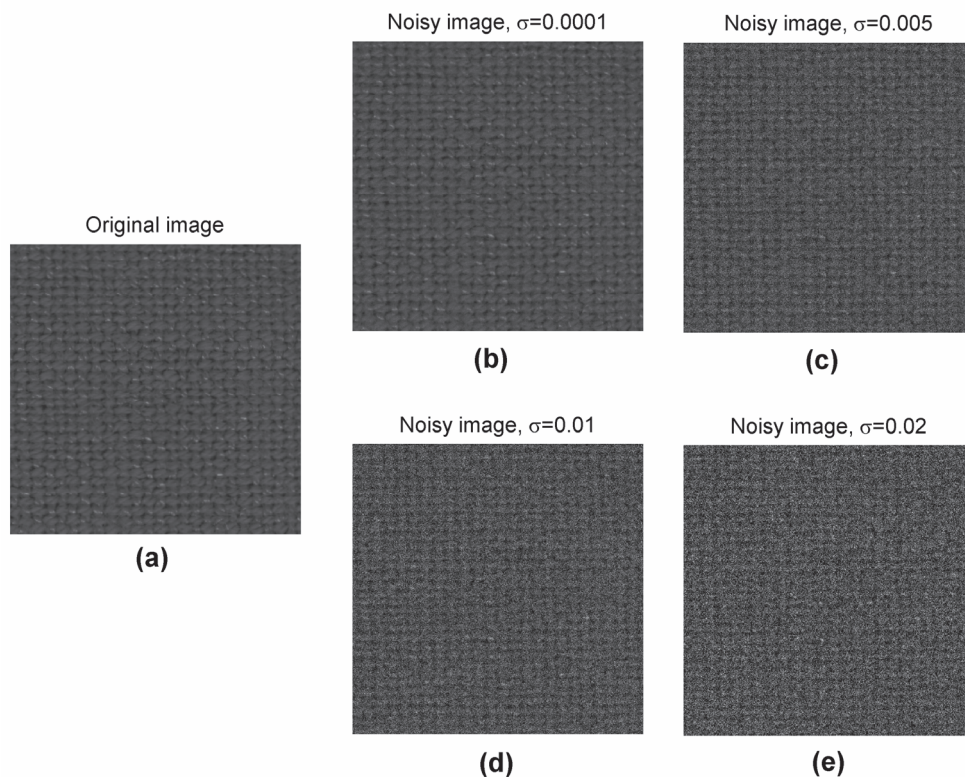 Noisy image, σ=0.0001
Noisy image, σ=0.005
(b)
(c)
Original image
(a)
Noisy image, σ=0.01
Noisy image, σ=0.02
(d)
(e)